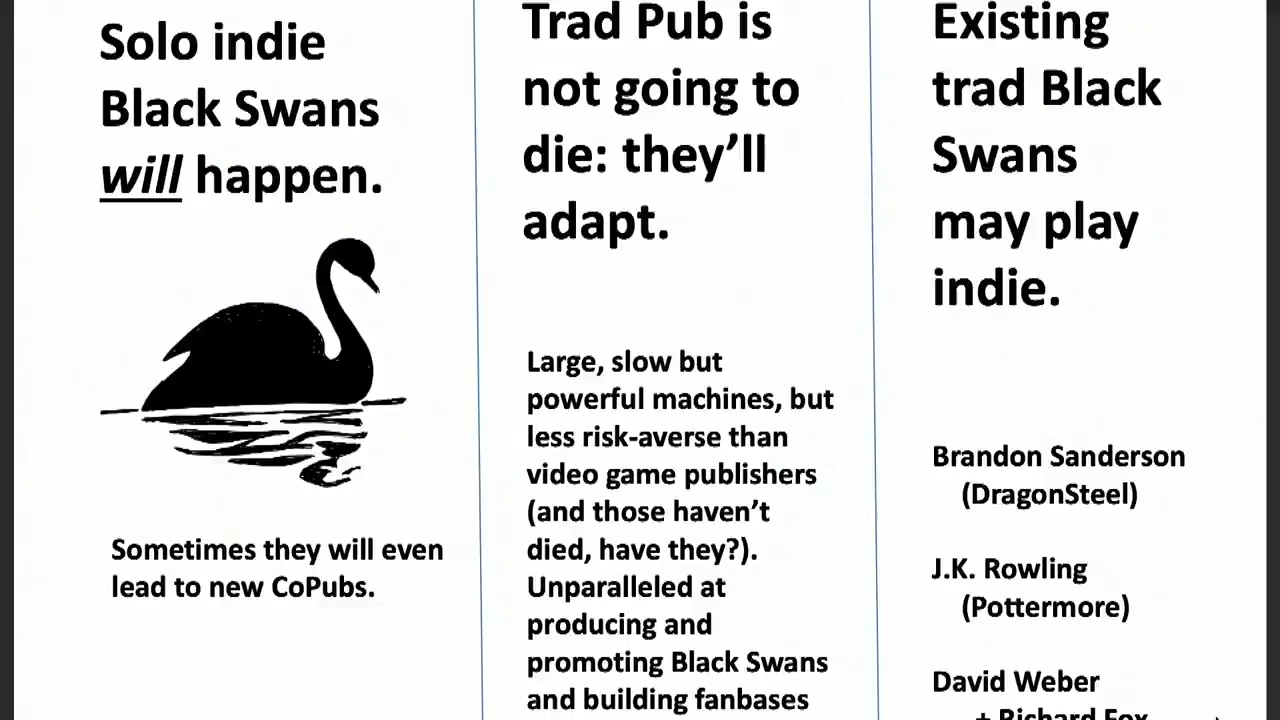 Solo indie
Black Swans
will happen.
Sometimes they will even
lead to new CoPubs.
Trad Pub is
not going to
die: they'll
adapt.
Large, slow but
powerful machines, but
less risk-averse than
video game publishers
(and those haven't
died, have they?).
Unparalleled at
producing and
promoting Black Swans
and building fanbases
Existing
trad Black
Swans
may play
indie.
Brandon Sanderson
(DragonSteel)
J.K. Rowling
(Pottermore)
David Weber
+ Richard Fox